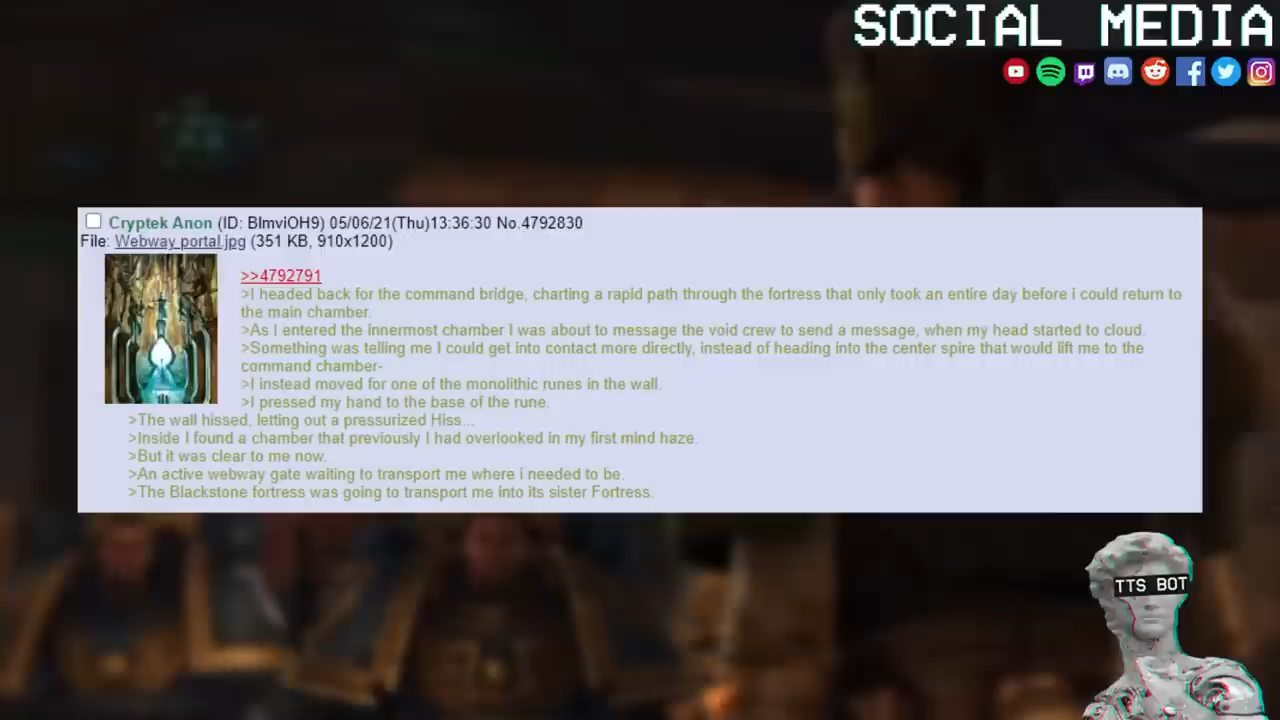 SOCIAL MEDIA
Cryptek Anon (ID: BImviOH9) 05/06/21(Thu)13:36:30 No.4792830
File: Webway portal.jpg (351 KB, 910x1200)
>>4792791
>I headed back for the command bridge, charting a rapid path through the fortress that only took an entire day before i could return to
the main chamber.
>As I entered the innermost chamber I was about to message the void crew to send a message, when my head started to cloud.
>Something was telling me I could get into contact more directly, instead of heading into the center spire that would lift me to the
command chamber-
>I instead moved for one of the monolithic runes in the wall.
>I pressed my hand to the base of the rune.
>The wall hissed, letting out a pressurized Hiss...
>Inside I found a chamber that previously I had overlooked in my first mind haze.
>But it was clear to me now.
>An active webway gate waiting to transport me where i needed to be.
>The Blackstone fortress was going to transport me into its sister Fortress.
TTS BOT